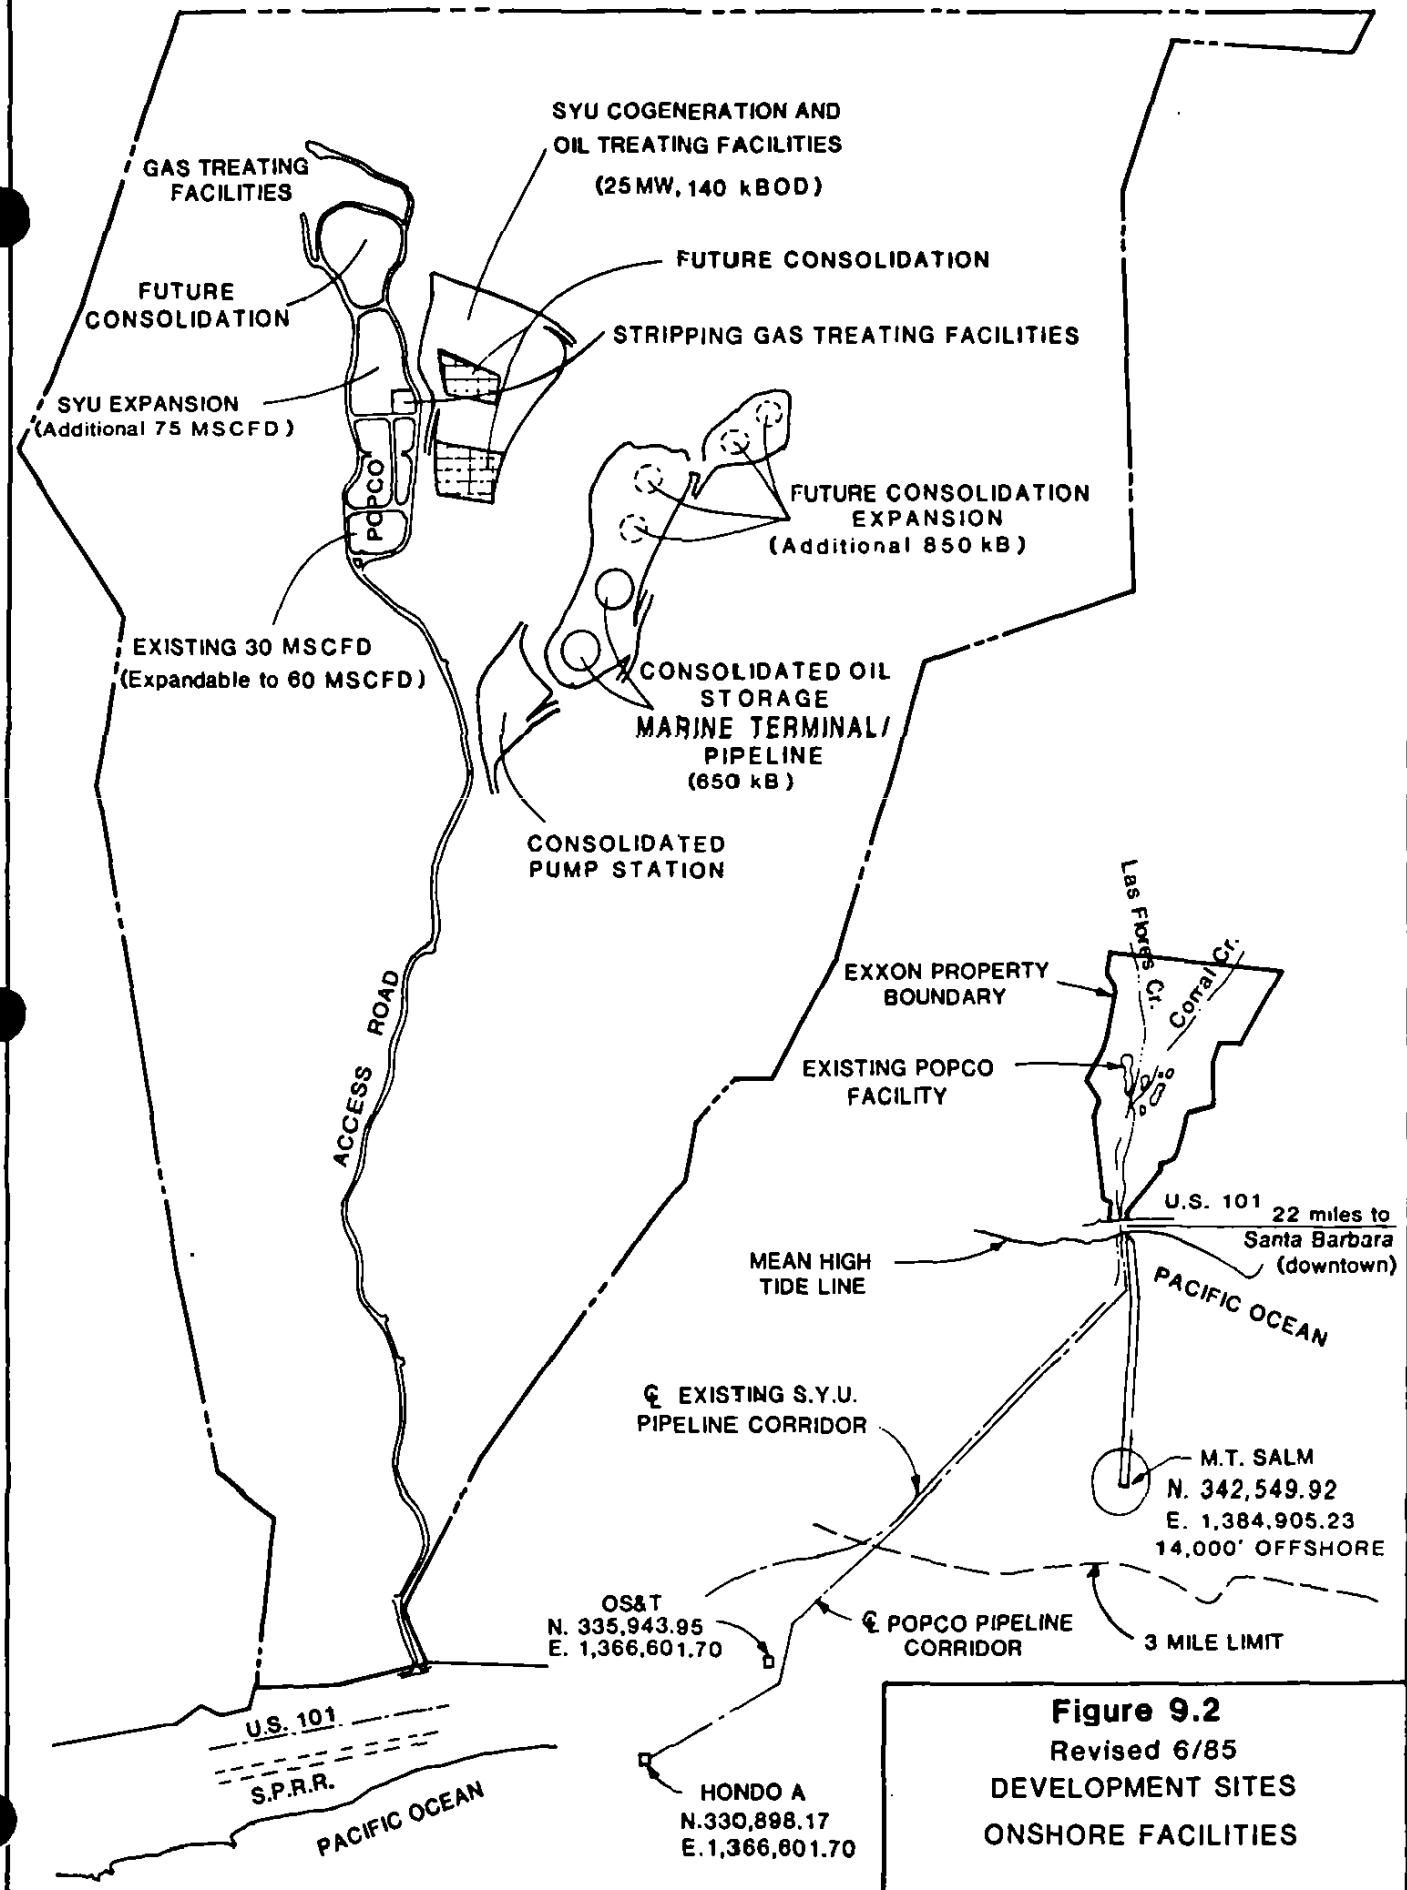 SYU COGENERATION AND
OIL TREATING FACILITIES
(25MW, 140 kBOD)
GAS TREATING
FACILITIES
FUTURE CONSOLIDATION
FUTURE
CONSOLIDATION
STRIPPING GAS TREATING FACILITIES
SYU EXPANSION
(Additional 75 MSCFD)
POPCO
FUTURE CONSOLIDATION
EXPANSION
(Additional 850 kB)
EXISTING 30 MSCFD
(Expandable to 60 MSCFD)
CONSOLIDATED OIL
STORAGE
MARINE TERMINAL/
PIPELINE
(650 kB)
CONSOLIDATED
PUMP STATION
ACCESS ROAD
Las Flores Cr.
Corral Cr.
EXXON PROPERTY
BOUNDARY
EXISTING POPCO
FACILITY
U.S. 101
22 miles to
Santa Barbara
(downtown)
MEAN HIGH
TIDE LINE
PACIFIC OCEAN
℄ EXISTING S.Y.U.
PIPELINE CORRIDOR
M.T. SALM
N. 342,549.92
E. 1,384,905.23
14,000' OFFSHORE
OS&T
N. 335,943.95
E. 1,366,601.70
℄ POPCO PIPELINE
CORRIDOR
3 MILE LIMIT
U.S. 101
S.P.R.R.
PACIFIC OCEAN
HONDO A
N.330,898.17
E.1,366,601.70
Figure 9.2
Revised 6/85
DEVELOPMENT SITES
ONSHORE FACILITIES